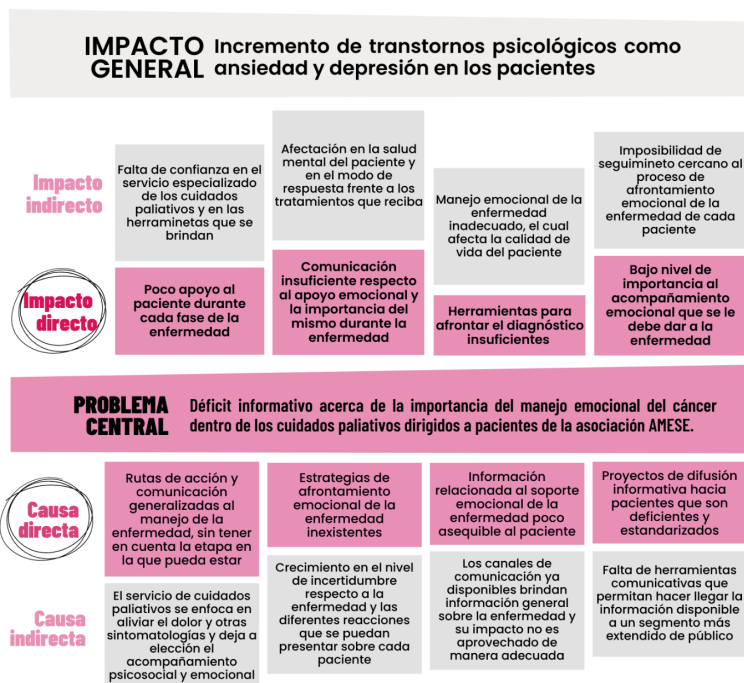 IMPACTO
GENERAL
Incremento de transtornos psicológicos como
ansiedad y depresión en los pacientes
Impacto
indirecto
Falta de confianza en el
servicio especializado
de los cuidados
paliativos y en las
herraminetas que se
brindan
Afectación en la salud
mental del paciente y
en el modo de
respuesta frente a los
tratamientos que reciba
Manejo emocional de la
enfermedad
inadecuado, el cual
afecta la calidad de
vida del paciente
Imposibilidad de
seguimineto cercano al
proceso de
afrontamiento
emocional de la
enfermedad de cada
paciente
Impacto
directo
Poco apoyo al
paciente durante
cada fase de la
enfermedad
Comunicación
insuficiente respecto
al apoyo emocional y
la importancia del
mismo durante la
enfermedad
Herramientas para
afrontar el diagnóstico
insuficientes
Bajo nivel de
importancia al
acompañamiento
emocional que se le
debe dar a la
enfermedad
PROBLEMA
CENTRAL
Déficit informativo acerca de la importancia del manejo emocional del cáncer
dentro de los cuidados paliativos dirigidos a pacientes de la asociación AMESE.
Causa
directa
Rutas de acción y
comunicación
generalizadas al
manejo de la
enfermedad, sin tener
en cuenta la etapa en
la que pueda estar
Estrategias de
afrontamiento
emocional de la
enfermedad
inexistentes
Información
relacionada al soporte
emocional de la
enfermedad poco
asequible al paciente
Proyectos de difusión
informativa hacia
pacientes que son
deficientes y
estandarizados
Causa
indirecta
El servicio de cuidados
paliativos se enfoca en
aliviar el dolor y otras
sintomatologías y deja a
elección el
acompañamiento
psicosocial y emocional
Crecimiento en el nivel
de incertidumbre
respecto a la
enfermedad y las
diferentes reacciones
que se puedan
presentar sobre cada
paciente
Los canales de
comunicación ya
disponibles brindan
información general
sobre la enfermedad y
su impacto no es
aprovechado de
manera adecuada
Falta de herramientas
comunicativas que
permitan hacer llegar la
información disponible
a un segmento más
extendido de público